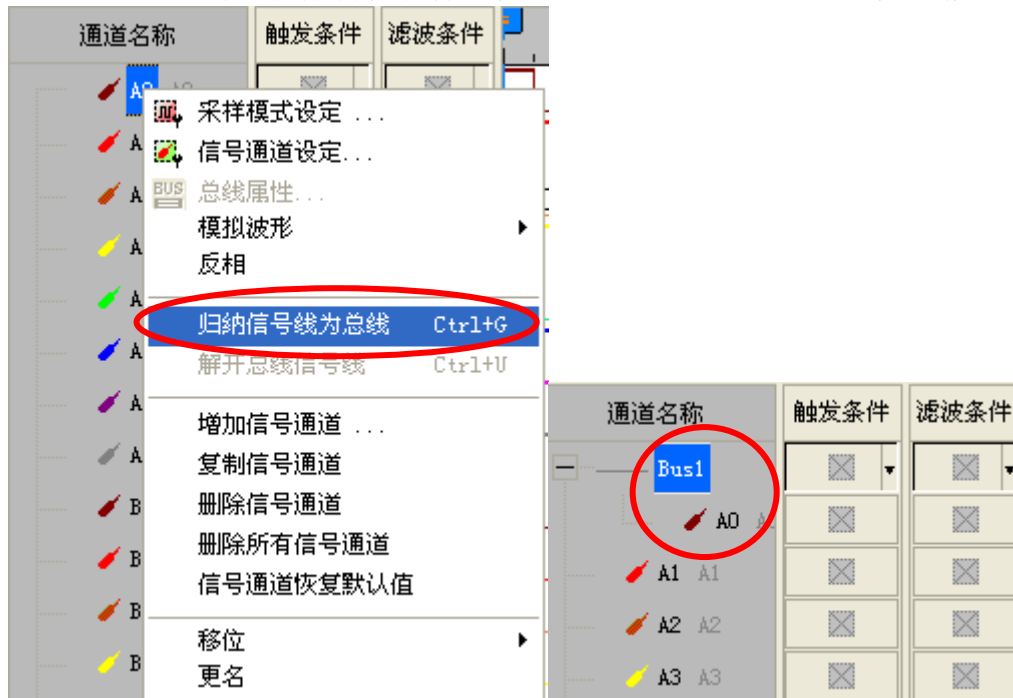 通道名称 触发条件 滤波条件
A0 A0
采样模式设定 ...
A
信号通道设定...
A
BUS 总线属性...
A
模拟波形
A
反相
A
归纳信号线为总线 Ctrl+G
A
解开总线信号线 Ctrl+U
A
增加信号通道 ...
A
复制信号通道
B
删除信号通道
删除所有信号通道
B
信号通道恢复默认值
B
移位
B
更名
通道名称 触发条件 滤波条件
Bus1
A0
A1 A1
A2 A2
A3 A3